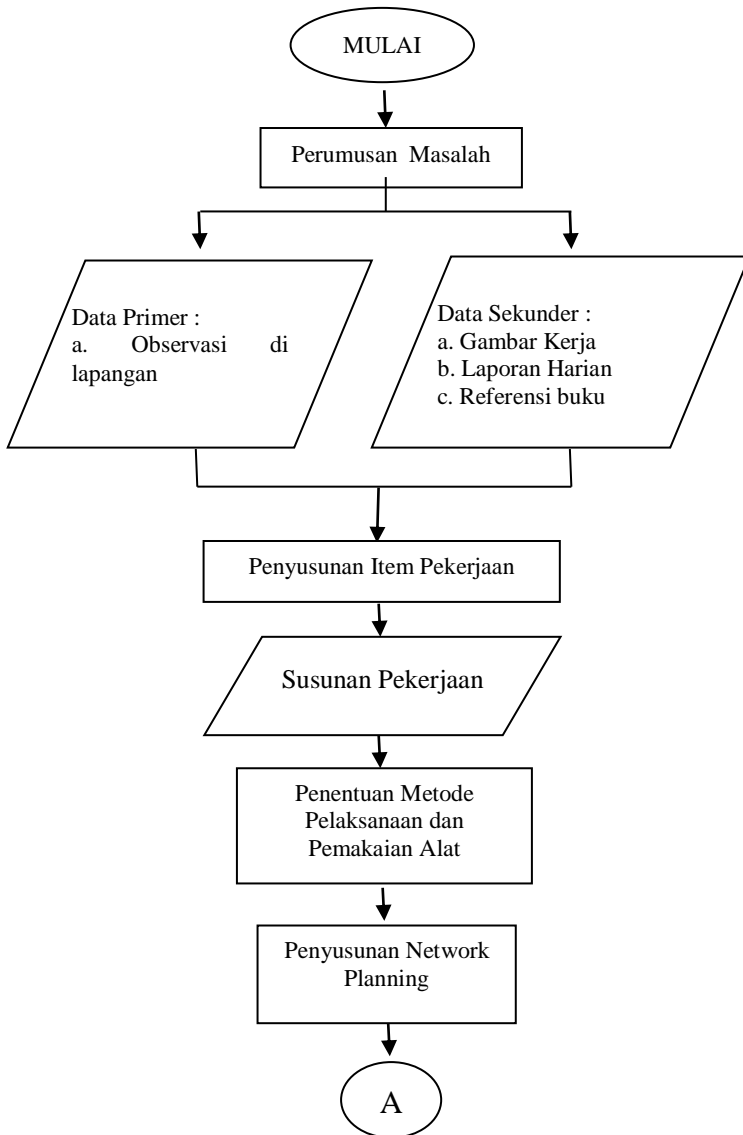 MULAI
Perumusan Masalah
Data Primer :
a. Observasi di
lapangan
Data Sekunder :
a. Gambar Kerja
b. Laporan Harian
c. Referensi buku
Penyusunan Item Pekerjaan
Susunan Pekerjaan
Penentuan Metode
Pelaksanaan dan
Pemakaian Alat
Penyusunan Network
Planning
A